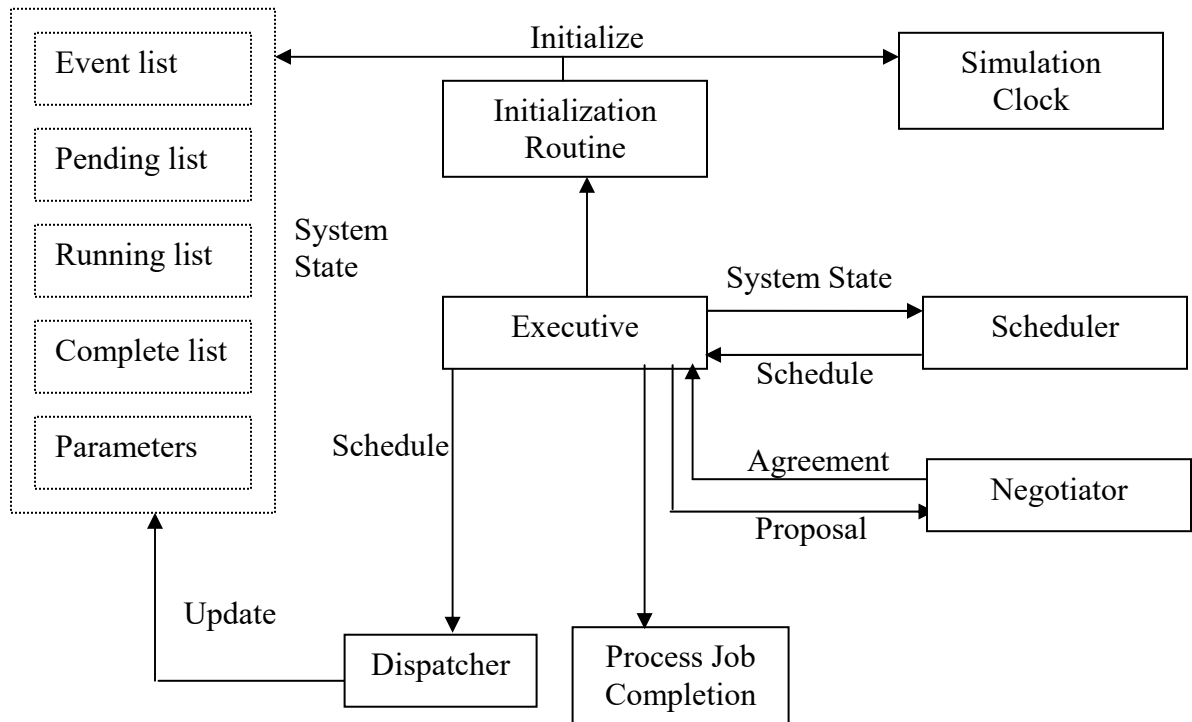 Initialize
Event list
Simulation
Clock
Initialization
Routine
Pending list
System
State
Running list
System State
Executive
Scheduler
Complete list
Schedule
Parameters
Schedule
Agreement
Negotiator
Proposal
Update
Dispatcher
Process Job
Completion